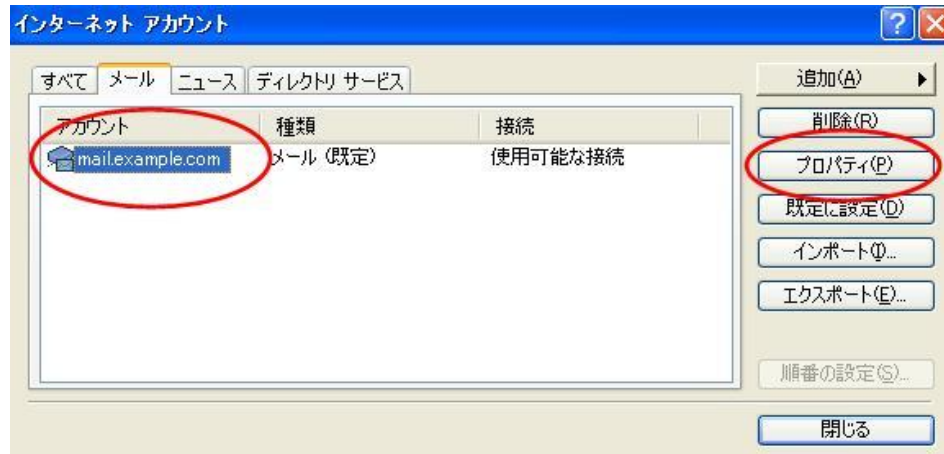 インターネット アカウント
すべて メール ニュース ディレクトリ サービス
アカウント 種類 接続
mail.example.com メール (既定) 使用可能な接続
追加(A)
削除(R)
プロパティ(P)
既定に設定(D)
インポート(I)...
エクスポート(E)...
順番の設定(S)...
閉じる